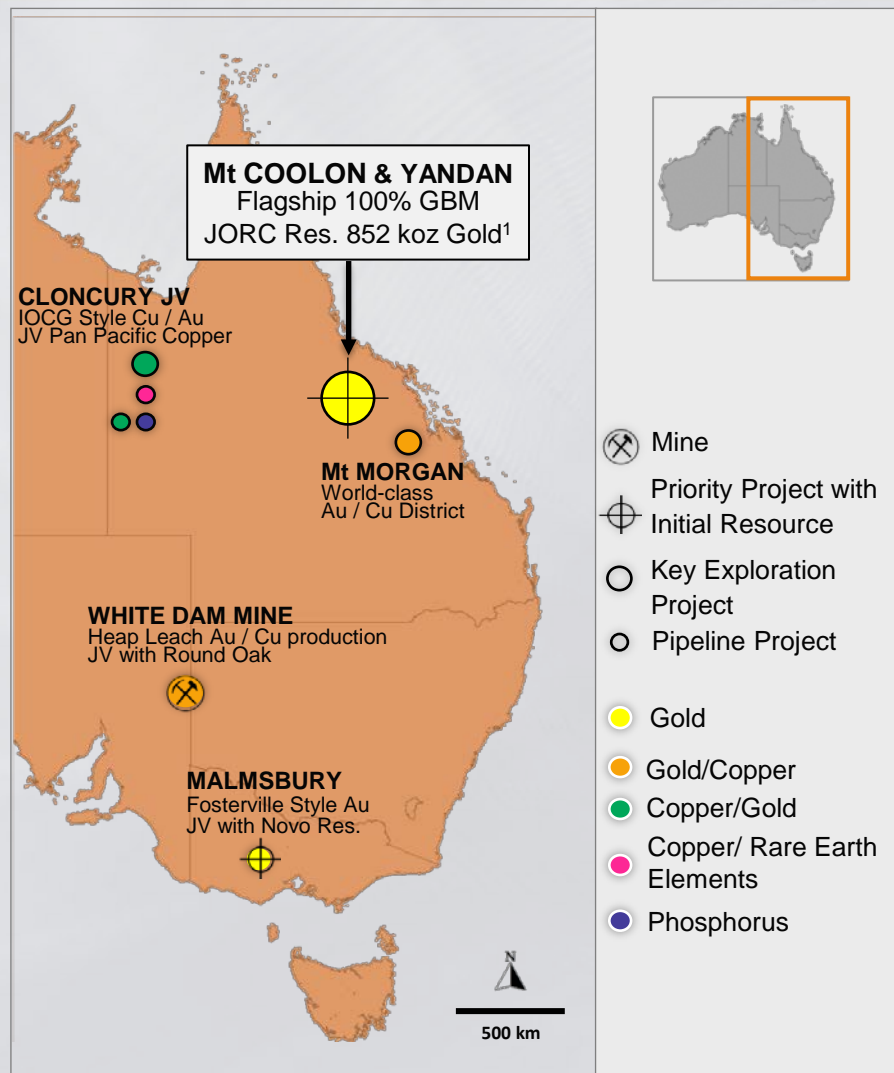 Mt COOLON & YANDAN
Flagship 100% GBM
JORC Res. 852 koz Gold¹
CLONCURY JV
IOCG Style Cu / Au
JV Pan Pacific Copper
Mt MORGAN
World-class
Au / Cu District
WHITE DAM MINE
Heap Leach Au / Cu production
JV with Round Oak
MALMSBURY
Fosterville Style Au
JV with Novo Res.
N
500 km
Mine
Priority Project with
Initial Resource
Key Exploration
Project
Pipeline Project
Gold
Gold/Copper
Copper/Gold
Copper/ Rare Earth
Elements
Phosphorus